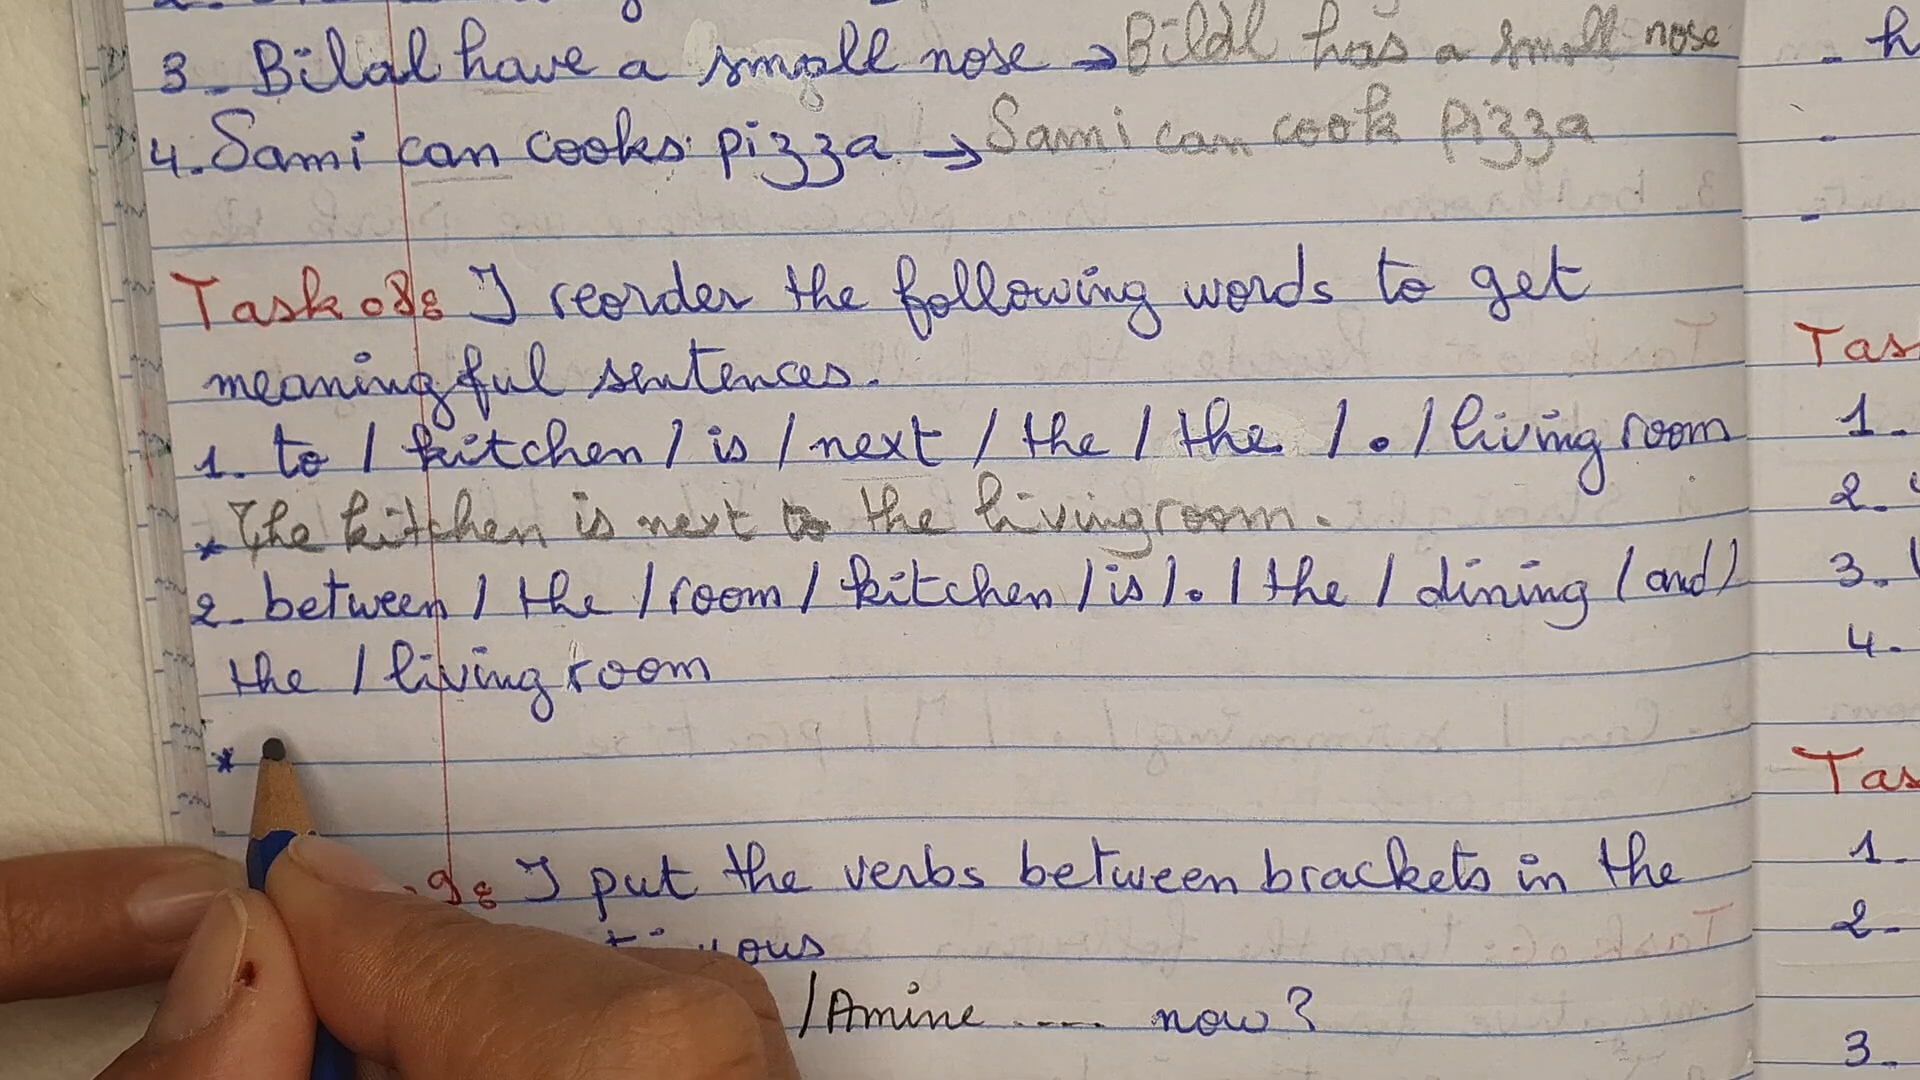 3_ Bilal have a small nose → Bilal has a small nose
4. Sami can cooks pizza → Sami can cook pizza
Task 08: I reorder the following words to get
meaningful sentences.
1. to / kitchen / is / next / the / the / . / living room
* The kitchen is next to the living room.
2_ between / the / room / kitchen / is / . / the / dining / and /
the / living room
*
9: I put the verbs between brackets in the
/Amine .... now?
Tas
1.
2.
3.
4.
Tas
1.
2.
3.